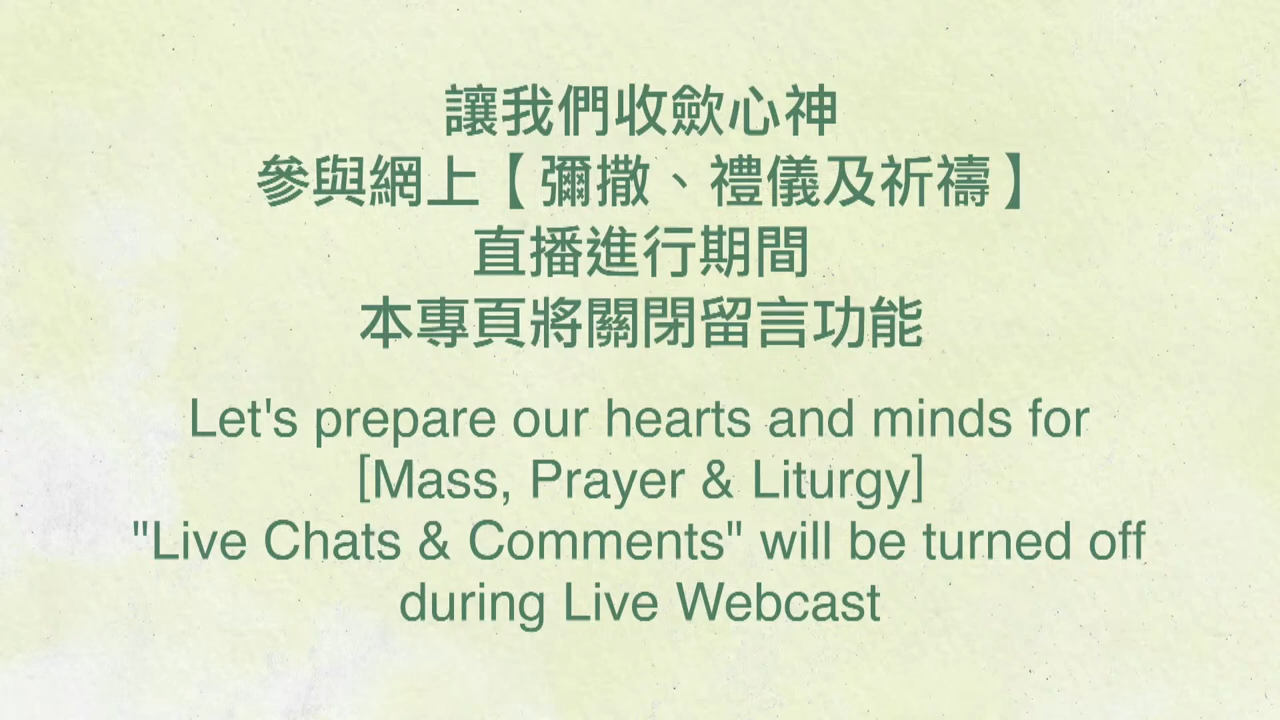 讓我們收歛心神
參與網上【彌撒、禮儀及祈禱】
直播進行期間
本專頁將關閉留言功能
Let's prepare our hearts and minds for
[Mass, Prayer & Liturgy]
"Live Chats & Comments" will be turned off
during Live Webcast